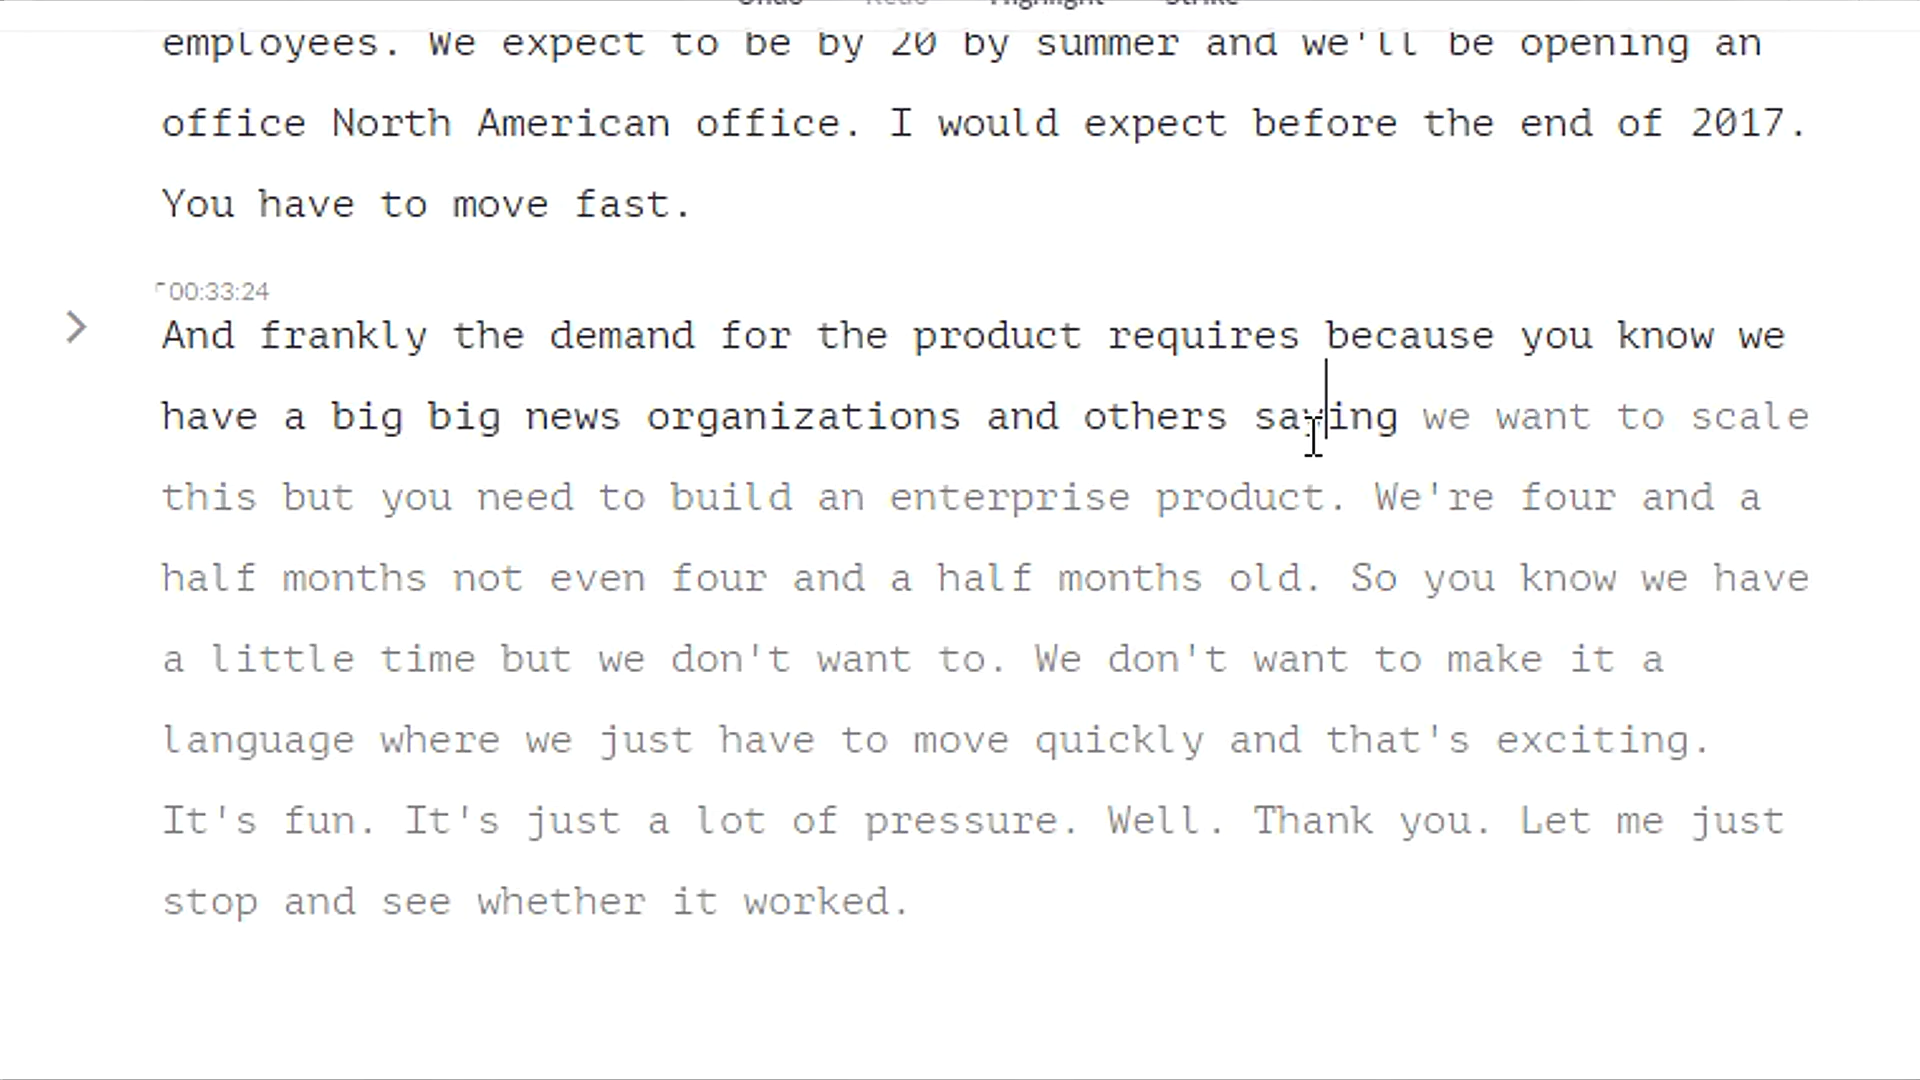 Undo Redo Highlight Strike
employees. We expect to be by 20 by summer and we'll be opening an
office North American office. I would expect before the end of 2017.
You have to move fast.
00:33:24
And frankly the demand for the product requires because you know we
have a big big news organizations and others saying we want to scale
this but you need to build an enterprise product. We're four and a
half months not even four and a half months old. So you know we have
a little time but we don't want to. We don't want to make it a
language where we just have to move quickly and that's exciting.
It's fun. It's just a lot of pressure. Well. Thank you. Let me just
stop and see whether it worked.